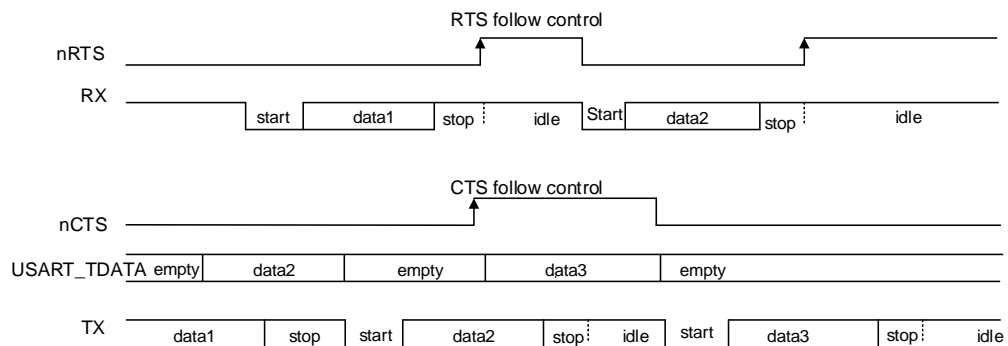 RTS follow control
nRTS
RX
start data1 stop idle Start data2 stop idle
CTS follow control
nCTS
USART_TDATA empty data2 empty data3 empty
TX
data1 stop start data2 stop idle start data3 stop idle